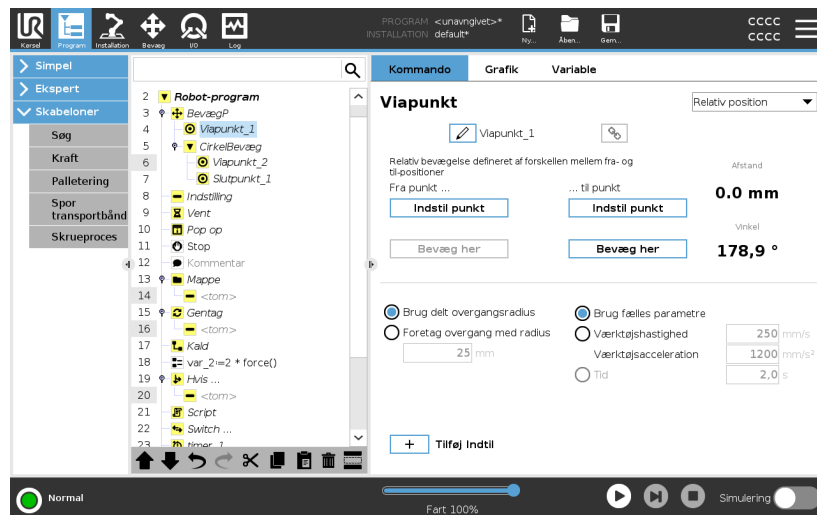 PROGRAM <unavngivet>*
INSTALLATION default*
UR
Kørsel Program Installation Bevæg I/O Log
Ny... Åben... Gem...
CCCC
CCCC
Simpel
Ekspert
Skabeloner
Søg
Kraft
Palletering
Spor
transportbånd
Skrueproces
2 Robot-program
3 BevægP
4 Viapunkt_1
5 CirkelBevæg
6 Viapunkt_2
7 Slutpunkt_1
8 Indstilling
9 Vent
10 Pop op
11 Stop
12 Kommentar
13 Mappe
14 <tom>
15 Gentag
16 <tom>
17 Kald
18 var_2≔2 * force()
19 Hvis ...
20 <tom>
21 Script
22 Switch ...
23 timer_1
Kommando Grafik Variable
Viapunkt
Relativ position
Viapunkt_1
Relativ bevægelse defineret af forskellen mellem fra- og
til-positioner
Fra punkt ... ... til punkt
Indstil punkt Indstil punkt
Bevæg her Bevæg her
Afstand
0.0 mm
Vinkel
178,9 °
Brug delt overgangsradius
Foretag overgang med radius
25 mm
Brug fælles parametre
Værktøjshastighed 250 mm/s
Værktøjsacceleration 1200 mm/s²
Tid 2,0 s
+ Tilføj Indtil
Normal
Fart 100%
Simulering